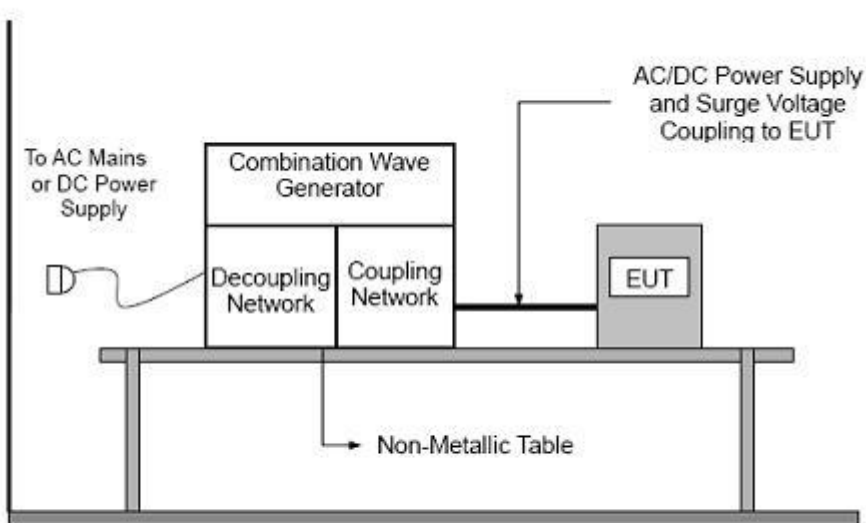 AC/DC Power Supply
and Surge Voltage
Coupling to EUT
To AC Mains
or DC Power
Supply
Combination Wave
Generator
Decoupling
Network
Coupling
Network
EUT
Non-Metallic Table